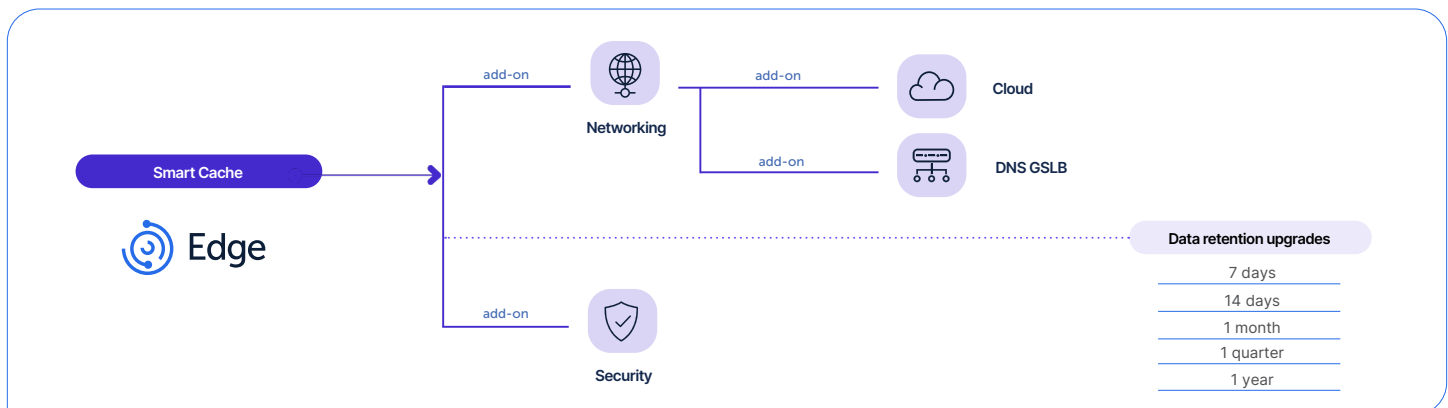 add-on
add-on
Cloud
Networking
add-on
DNS GSLB
Smart Cache
Edge
Data retention upgrades
7 days
14 days
1 month
1 quarter
1 year
add-on
Security